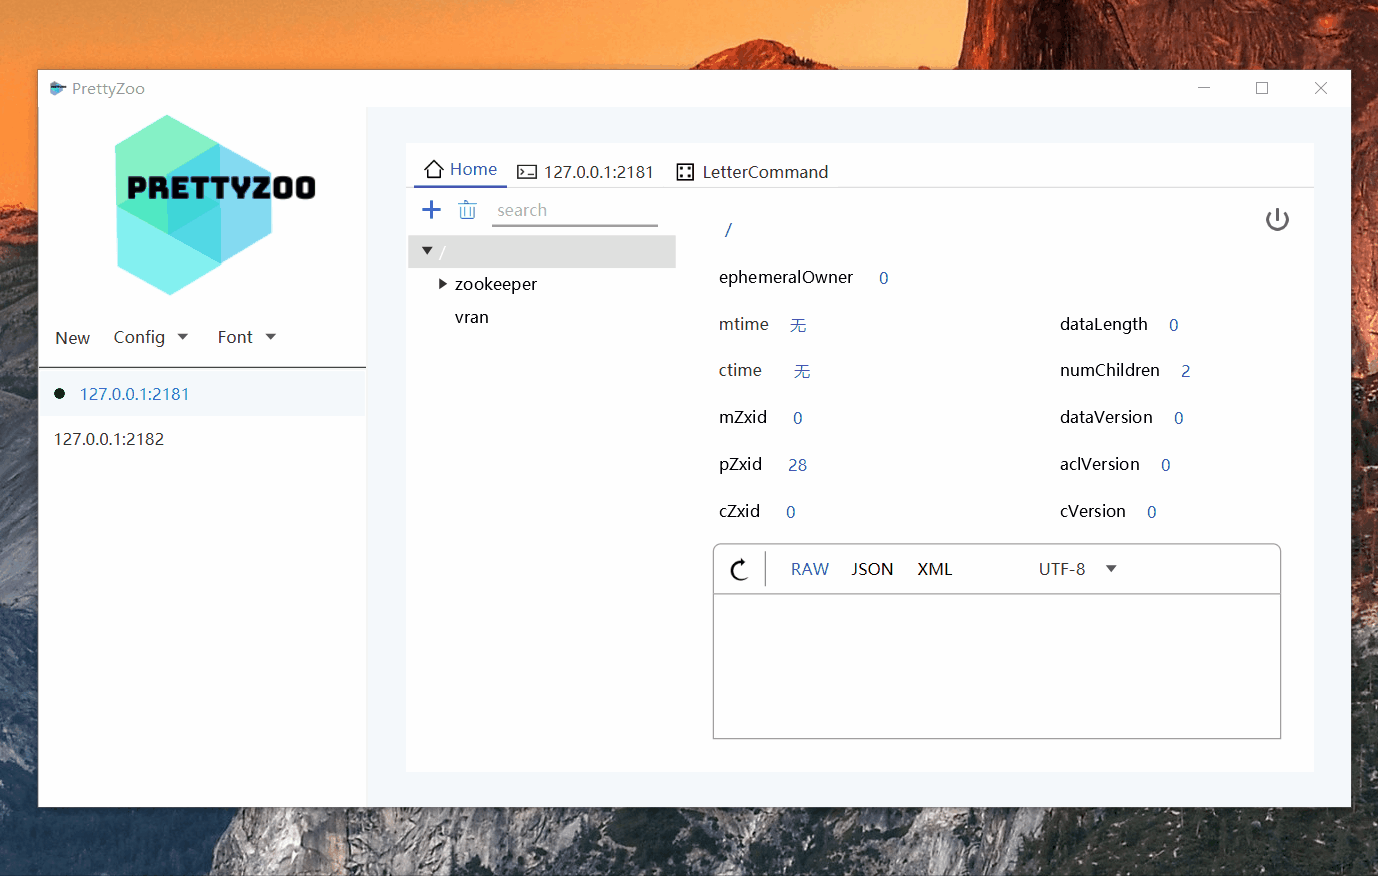 PrettyZoo
PRETTYZOO
New Config Font
127.0.0.1:2181
127.0.0.1:2182
Home 127.0.0.1:2181 LetterCommand
search
/
zookeeper
vran
/
ephemeralOwner 0
mtime 无 dataLength 0
ctime 无 numChildren 2
mZxid 0 dataVersion 0
pZxid 28 aclVersion 0
cZxid 0 cVersion 0
RAW JSON XML UTF-8